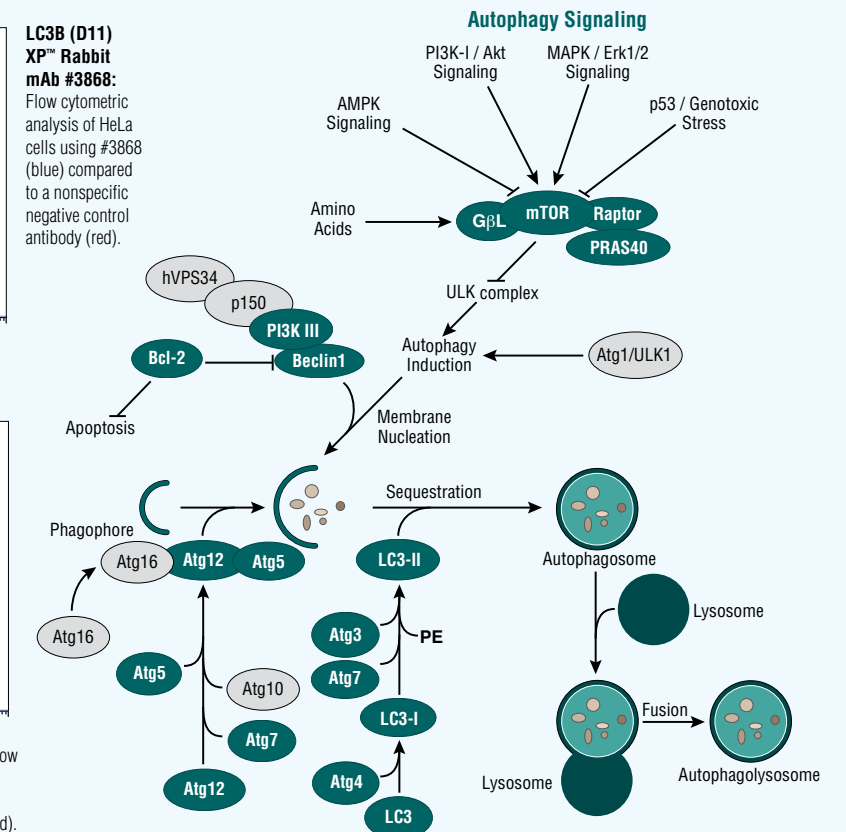 LC3B (D11)
XP™ Rabbit
mAb #3868:
Flow cytometric
analysis of HeLa
cells using #3868
(blue) compared
to a nonspecific
negative control
antibody (red).
Autophagy Signaling
PI3K-I / Akt
Signaling
MAPK / Erk1/2
Signaling
AMPK
Signaling
p53 / Genotoxic
Stress
Amino
Acids
GβL
mTOR
Raptor
PRAS40
ULK complex
hVPS34
p150
PI3K III
Bcl-2
Beclin1
Autophagy
Induction
Atg1/ULK1
Apoptosis
Membrane
Nucleation
Phagophore
Sequestration
Atg16
Atg12
Atg5
LC3-II
Autophagosome
Atg16
Atg3
PE
Lysosome
Atg5
Atg7
Atg10
LC3-I
Fusion
Atg7
Atg12
Atg4
Lysosome
Autophagolysosome
LC3
ow
d).